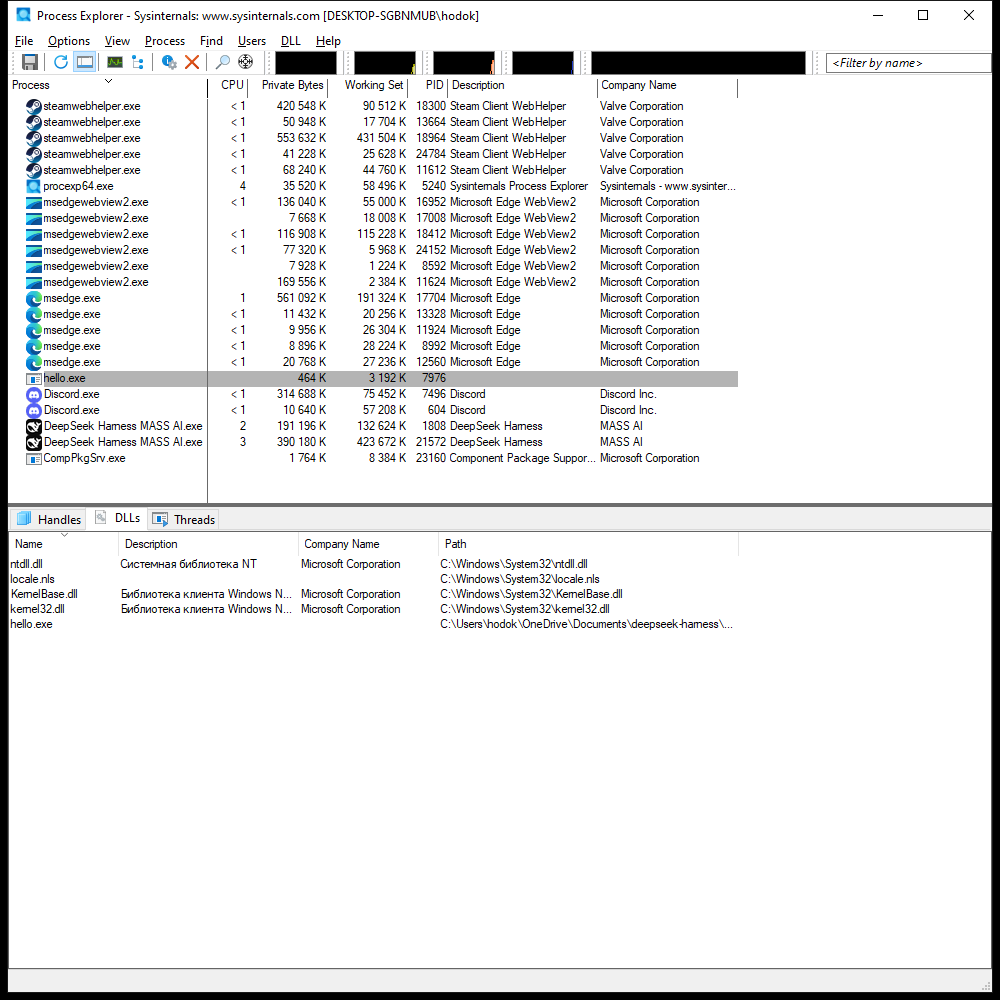 Process Explorer - Sysinternals: www.sysinternals.com [DESKTOP-SGBNMUB\hodok]
File Options View Process Find Users DLL Help
<Filter by name>
Process CPU Private Bytes Working Set PID Description Company Name
steamwebhelper.exe < 1 420 548 K 90 512 K 18300 Steam Client WebHelper Valve Corporation
steamwebhelper.exe < 1 50 948 K 17 704 K 13664 Steam Client WebHelper Valve Corporation
steamwebhelper.exe < 1 553 632 K 431 504 K 18964 Steam Client WebHelper Valve Corporation
steamwebhelper.exe < 1 41 228 K 25 628 K 24784 Steam Client WebHelper Valve Corporation
steamwebhelper.exe < 1 68 240 K 44 760 K 11612 Steam Client WebHelper Valve Corporation
procexp64.exe 4 35 520 K 58 496 K 5240 Sysinternals Process Explorer Sysinternals - www.sysinter...
msedgewebview2.exe < 1 136 040 K 55 000 K 16952 Microsoft Edge WebView2 Microsoft Corporation
msedgewebview2.exe 7 668 K 18 008 K 17008 Microsoft Edge WebView2 Microsoft Corporation
msedgewebview2.exe < 1 116 908 K 115 228 K 18412 Microsoft Edge WebView2 Microsoft Corporation
msedgewebview2.exe < 1 77 320 K 5 968 K 24152 Microsoft Edge WebView2 Microsoft Corporation
msedgewebview2.exe 7 928 K 1 224 K 8592 Microsoft Edge WebView2 Microsoft Corporation
msedgewebview2.exe 169 556 K 2 384 K 11624 Microsoft Edge WebView2 Microsoft Corporation
msedge.exe 1 561 092 K 191 324 K 17704 Microsoft Edge Microsoft Corporation
msedge.exe < 1 11 432 K 20 256 K 13328 Microsoft Edge Microsoft Corporation
msedge.exe < 1 9 956 K 26 304 K 11924 Microsoft Edge Microsoft Corporation
msedge.exe < 1 8 896 K 28 224 K 8992 Microsoft Edge Microsoft Corporation
msedge.exe < 1 20 768 K 27 236 K 12560 Microsoft Edge Microsoft Corporation
hello.exe 464 K 3 192 K 7976
Discord.exe < 1 314 688 K 75 452 K 7496 Discord Discord Inc.
Discord.exe < 1 10 640 K 57 208 K 604 Discord Discord Inc.
DeepSeek Harness MASS AI.exe 2 191 196 K 132 624 K 1808 DeepSeek Harness MASS AI
DeepSeek Harness MASS AI.exe 3 390 180 K 423 672 K 21572 DeepSeek Harness MASS AI
CompPkgSrv.exe 1 764 K 8 384 K 23160 Component Package Suppor... Microsoft Corporation
Handles DLLs Threads
Name Description Company Name Path
ntdll.dll Системная библиотека NT Microsoft Corporation C:\Windows\System32\ntdll.dll
locale.nls C:\Windows\System32\locale.nls
KernelBase.dll Библиотека клиента Windows N... Microsoft Corporation C:\Windows\System32\KernelBase.dll
kernel32.dll Библиотека клиента Windows N... Microsoft Corporation C:\Windows\System32\kernel32.dll
hello.exe C:\Users\hodok\OneDrive\Documents\deepseek-harness\...